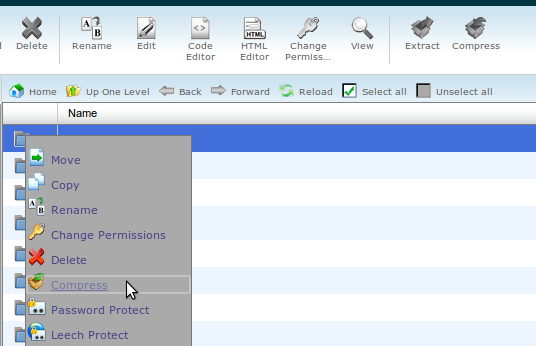 Delete Rename Edit Code Editor HTML Editor Change Permiss... View Extract Compress
Home Up One Level Back Forward Reload Select all Unselect all
Name
Move
Copy
Rename
Change Permissions
Delete
Compress
Password Protect
Leech Protect